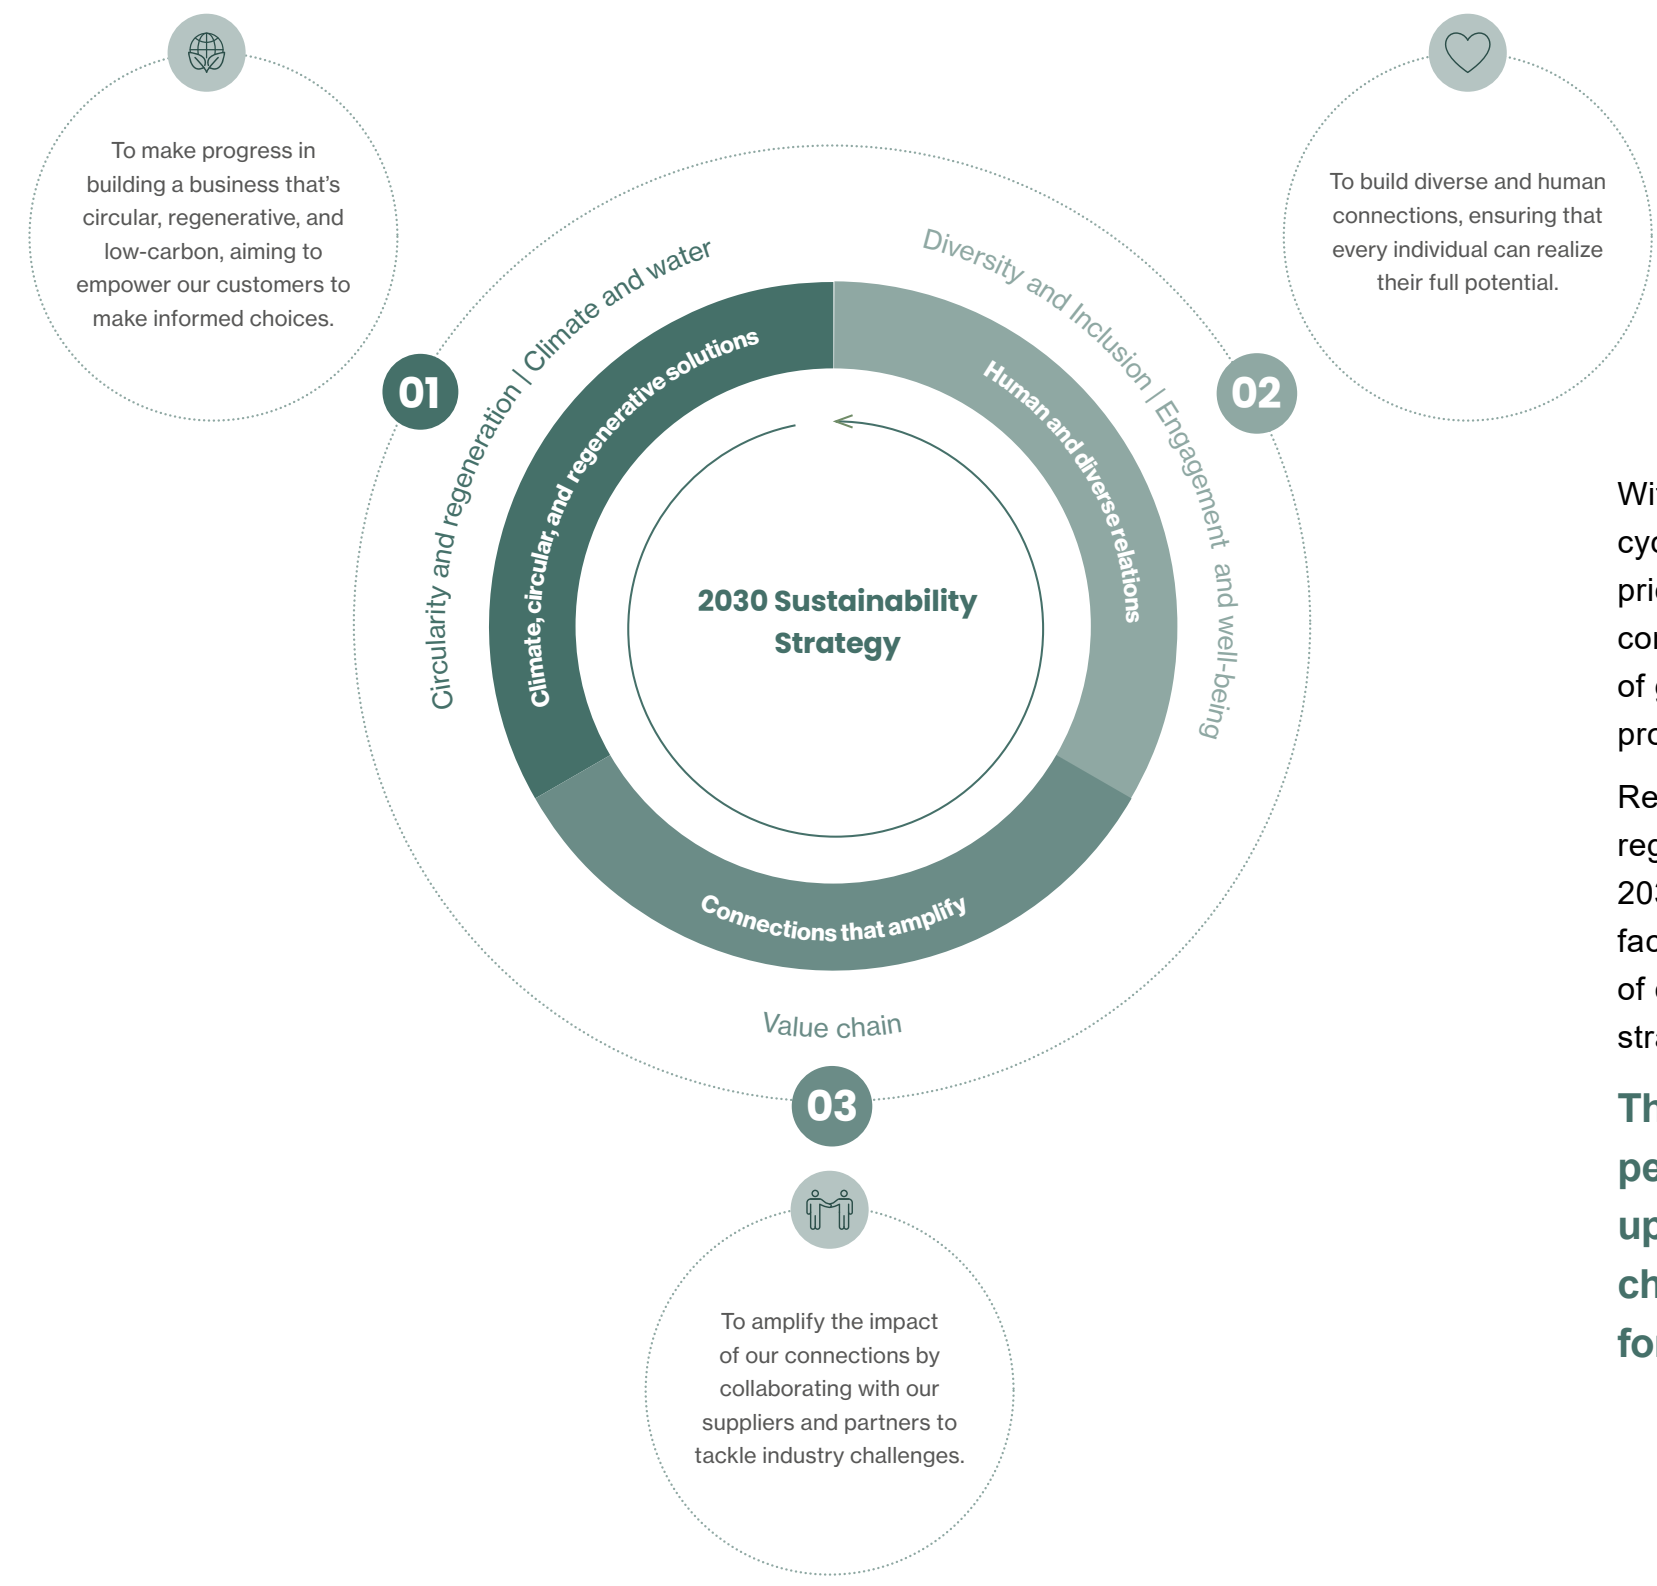 To make progress in
building a business that's
circular, regenerative, and
low-carbon, aiming to
empower our customers to
make informed choices.
To build diverse and human
connections, ensuring that
every individual can realize
their full potential.
01
Circularity and regeneration | Climate and water
Climate, circular, and regenerative solutions
02
Diversity and Inclusion | Engagement and well-being
Human and diverse relations
2030 Sustainability
Strategy
Connections that amplify
Value chain
03
To amplify the impact
of our connections by
collaborating with our
suppliers and partners to
tackle industry challenges.
of
of